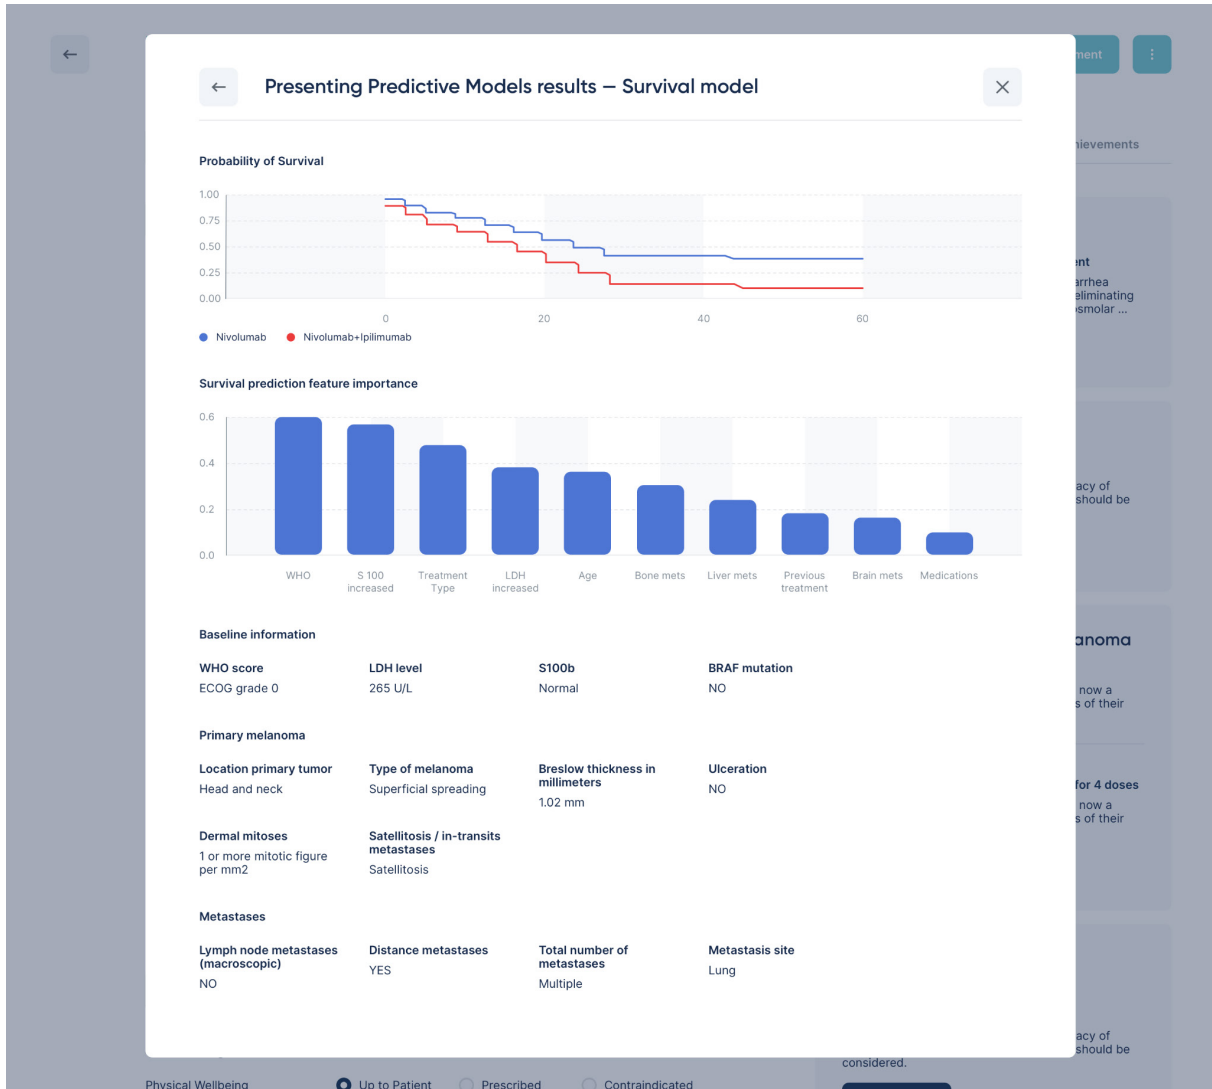 Presenting Predictive Models results – Survival model
ment
ievements
Probability of Survival
1.00
0.75
0.50
0.25
0.00
0 20 40 60
Nivolumab Nivolumab+Ipilimumab
ent
arrhea
eliminating
osmolar ...
Survival prediction feature importance
0.6
0.4
0.2
0.0
WHO S 100 Treatment LDH Age Bone mets Liver mets Previous Brain mets Medications
increased Type increased treatment
acy of
should be
Baseline information
WHO score LDH level S100b BRAF mutation
ECOG grade 0 265 U/L Normal NO
anoma
now a
s of their
Primary melanoma
Location primary tumor Type of melanoma Breslow thickness in Ulceration
millimeters
Head and neck Superficial spreading NO
1.02 mm
for 4 doses
now a
s of their
Dermal mitoses Satellitosis / in-transits
metastases
1 or more mitotic figure
per mm2 Satellitosis
Metastases
Lymph node metastases Distance metastases Total number of Metastasis site
(macroscopic) metastases
YES Lung
NO Multiple
acy of
should be
considered.
Physical Wellbeing Up to Patient Prescribed Contraindicated